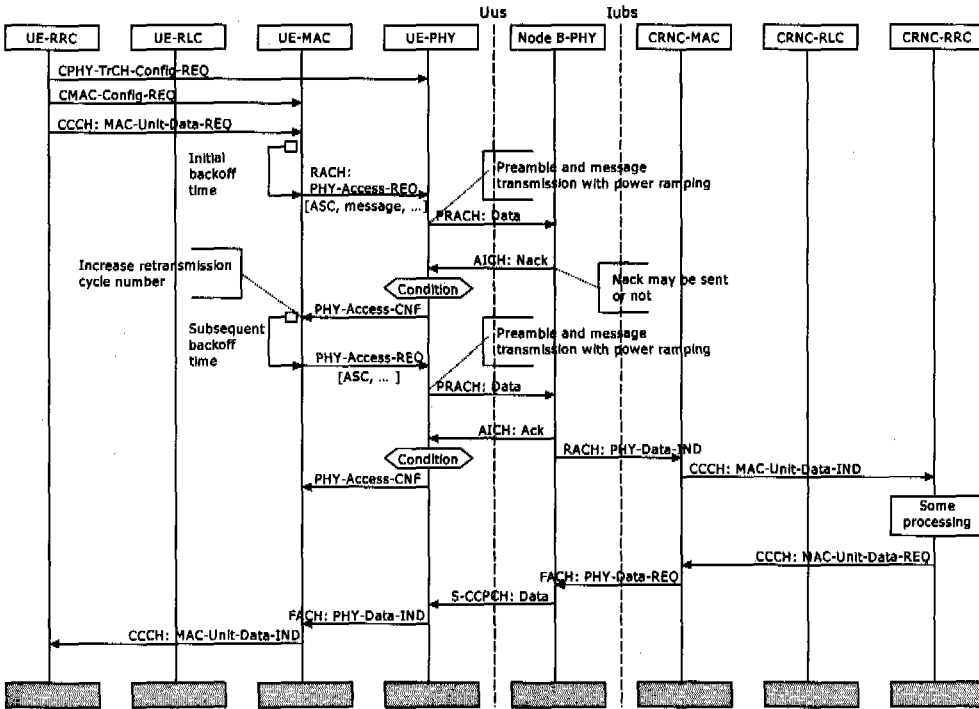 Uus
Iubs
UE-RRC
UE-RLC
UE-MAC
UE-PHY
Node B-PHY
CRNC-MAC
CRNC-RLC
CRNC-RRC
CPHY-TrCH-Config-REQ
CMAC-Config-REQ
CCCH: MAC-Unit-Data-REQ
Initial
backoff
time
RACH:
PHY-Access-REQ
[ASC, message, ...]
Preamble and message
transmission with power ramping
PRACH: Data
Increase retransmission
cycle number
AICH: Nack
Nack may be sent
or not
Condition
PHY-Access-CNF
Subsequent
backoff
time
Preamble and message
transmission with power ramping
PHY-Access-REQ
[ASC, ... ]
PRACH: Data
AICH: Ack
RACH: PHY-Data-IND
Condition
CCCH: MAC-Unit-Data-IND
PHY-Access-CNF
Some
processing
CCCH: MAC-Unit-Data-REQ
FACH: PHY-Data-REQ
S-CCPCH: Data
FACH: PHY-Data-IND
CCCH: MAC-Unit-Data-IND